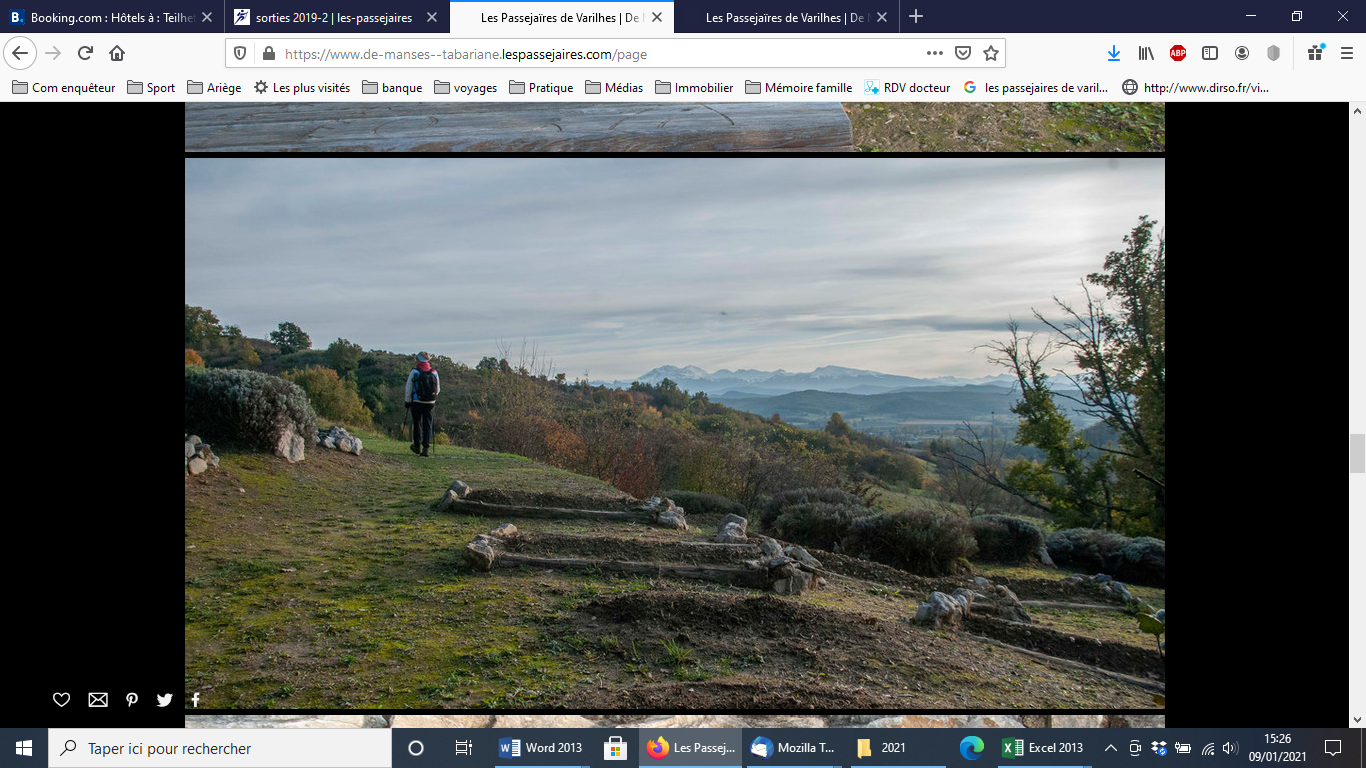 Booking.com : Hôtels à : Teilhe
sorties 2019-2 | les-passejaires
Les Passejaïres de Varilhes | De
Les Passejaïres de Varilhes | De
https://www.de-manses--tabariane.lespassejaires.com/page
ABP
Com enquêteur
Sport
Ariège
Les plus visités
banque
voyages
Pratique
Médias
Immobilier
Mémoire famille
RDV docteur
les passejaires de varil...
http://www.dirso.fr/vi...
Taper ici pour rechercher
Word 2013
Les Passej...
Mozilla T...
2021
Excel 2013
15:26
09/01/2021